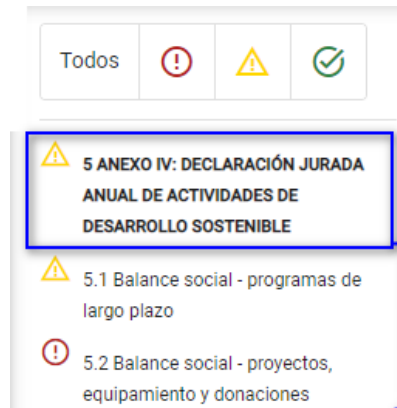 Todos
5 ANEXO IV: DECLARACIÓN JURADA
ANUAL DE ACTIVIDADES DE
DESARROLLO SOSTENIBLE
5.1 Balance social - programas de
largo plazo
5.2 Balance social - proyectos,
equipamiento y donaciones